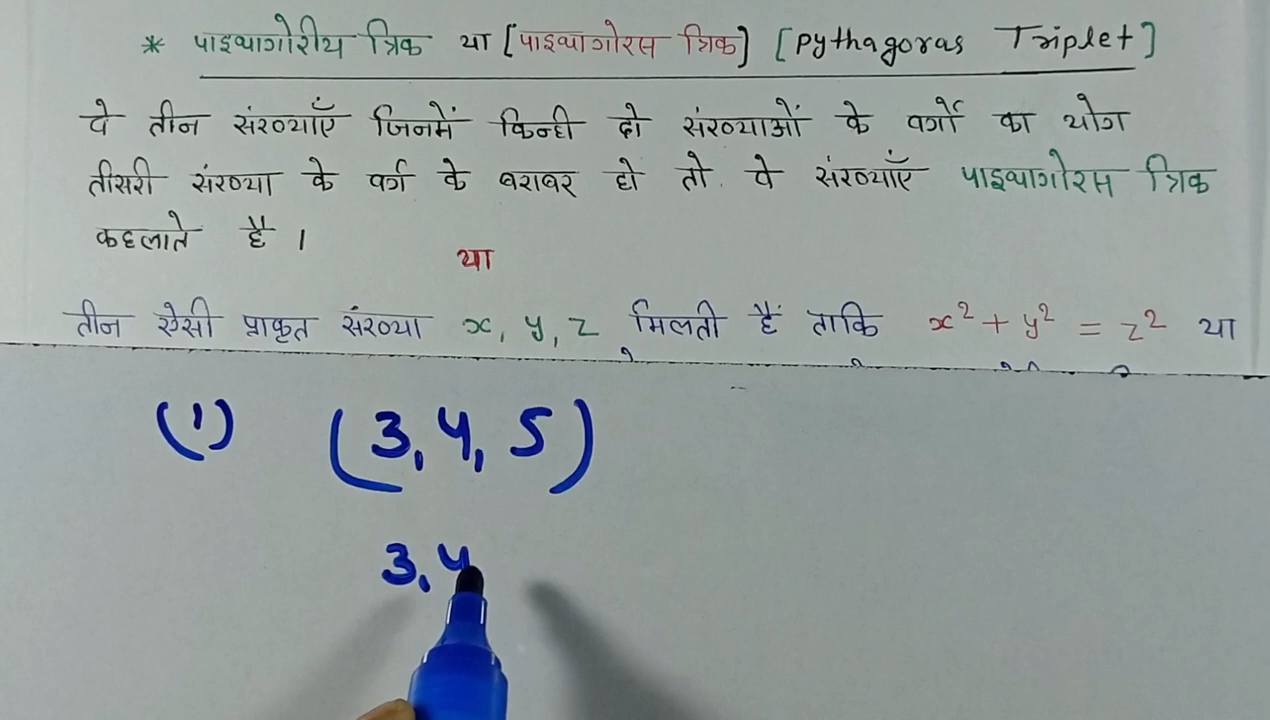 * पाइथागोरीय त्रिक या [पाइथागोरस त्रिक] [Pythagoras Triplet]
वे तीन संख्याएँ जिनमें किन्ही दो संख्याओं के वर्गों का योग
तीसरी संख्या के वर्ग के बराबर हो तो वे संख्याएँ पाइथागोरस त्रिक
कहलाते हैं ।
या
तीन ऐसी प्राकृत संख्या x, y, z मिलती हैं ताकि x² + y² = z² या
(1) (3, 4, 5)
3, 4